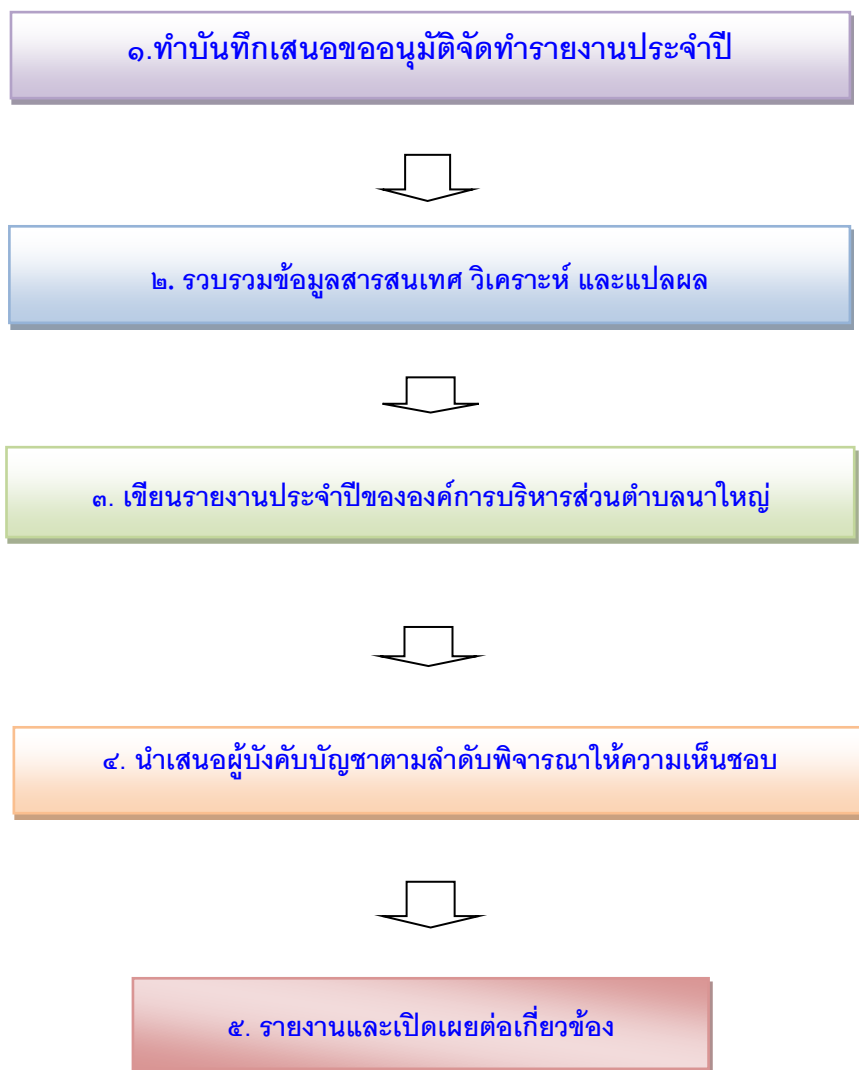 ๑.ทำบันทึกเสนอขออนุมัติจัดทำรายงานประจำปี
๒. รวบรวมข้อมูลสารสนเทศ วิเคราะห์ และแปลผล
๓. เขียนรายงานประจำปีขององค์การบริหารส่วนตำบลนาใหญ่
๔. นำเสนอผู้บังคับบัญชาตามลำดับพิจารณาให้ความเห็นชอบ
๕. รายงานและเปิดเผยต่อเกี่ยวข้อง